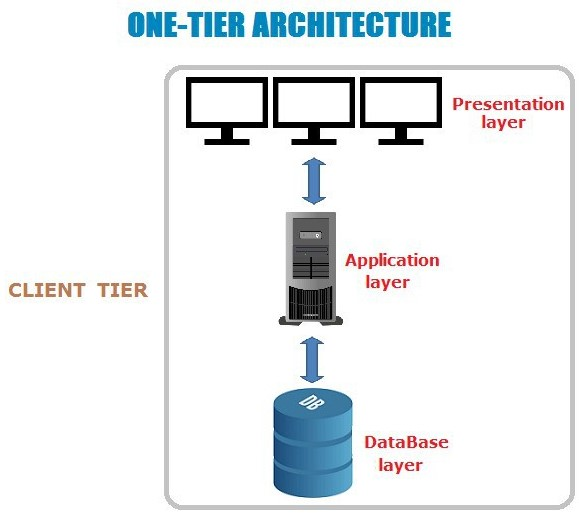 ONE-TIER ARCHITECTURE
Presentation
layer
Application
layer
CLIENT TIER
DB
DataBase
layer